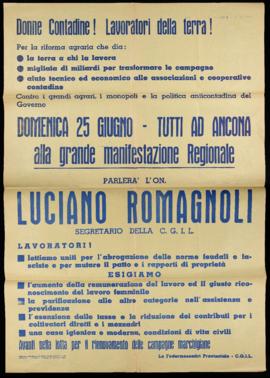 Donne Contadine! Lavoratori della terra!
Per la riforma agraria che dia:
la terra a chi la lavora
migliaia di miliardi per trasformare le campagne
aiuto tecnico ed economico alle associazioni e cooperative
contadine
Contro i grandi agrari, i monopoli e la politica anticontadina del
Governo
DOMENICA 25 GIUGNO - TUTTI AD ANCONA
alla grande manifestazione Regionale
PARLERA' L'ON.
LUCIANO ROMAGNOLI
SEGRETARIO DELLA C.G.I.L.
LAVORATORI!
lottiamo uniti per l'abrogazione delle norme feudali e fa-
sciste e per mutare il patto e i rapporti di proprietà
ESIGIAMO
l'aumento della remunerazione del lavoro ed il giusto rico-
noscimento del lavoro femminile
la parificazione alle altre categorie nell'assistenza e
previdenza
l'esenzione dalle tasse e la riduzione dei contributi per i
coltivatori diretti e i mezzadri
una casa igienica e moderna, condizioni di vita civili
Avanti nella lotta per il rinnovamento delle campagne marchigiane
La Federmezzadri Provinciale - C.G.I.L.